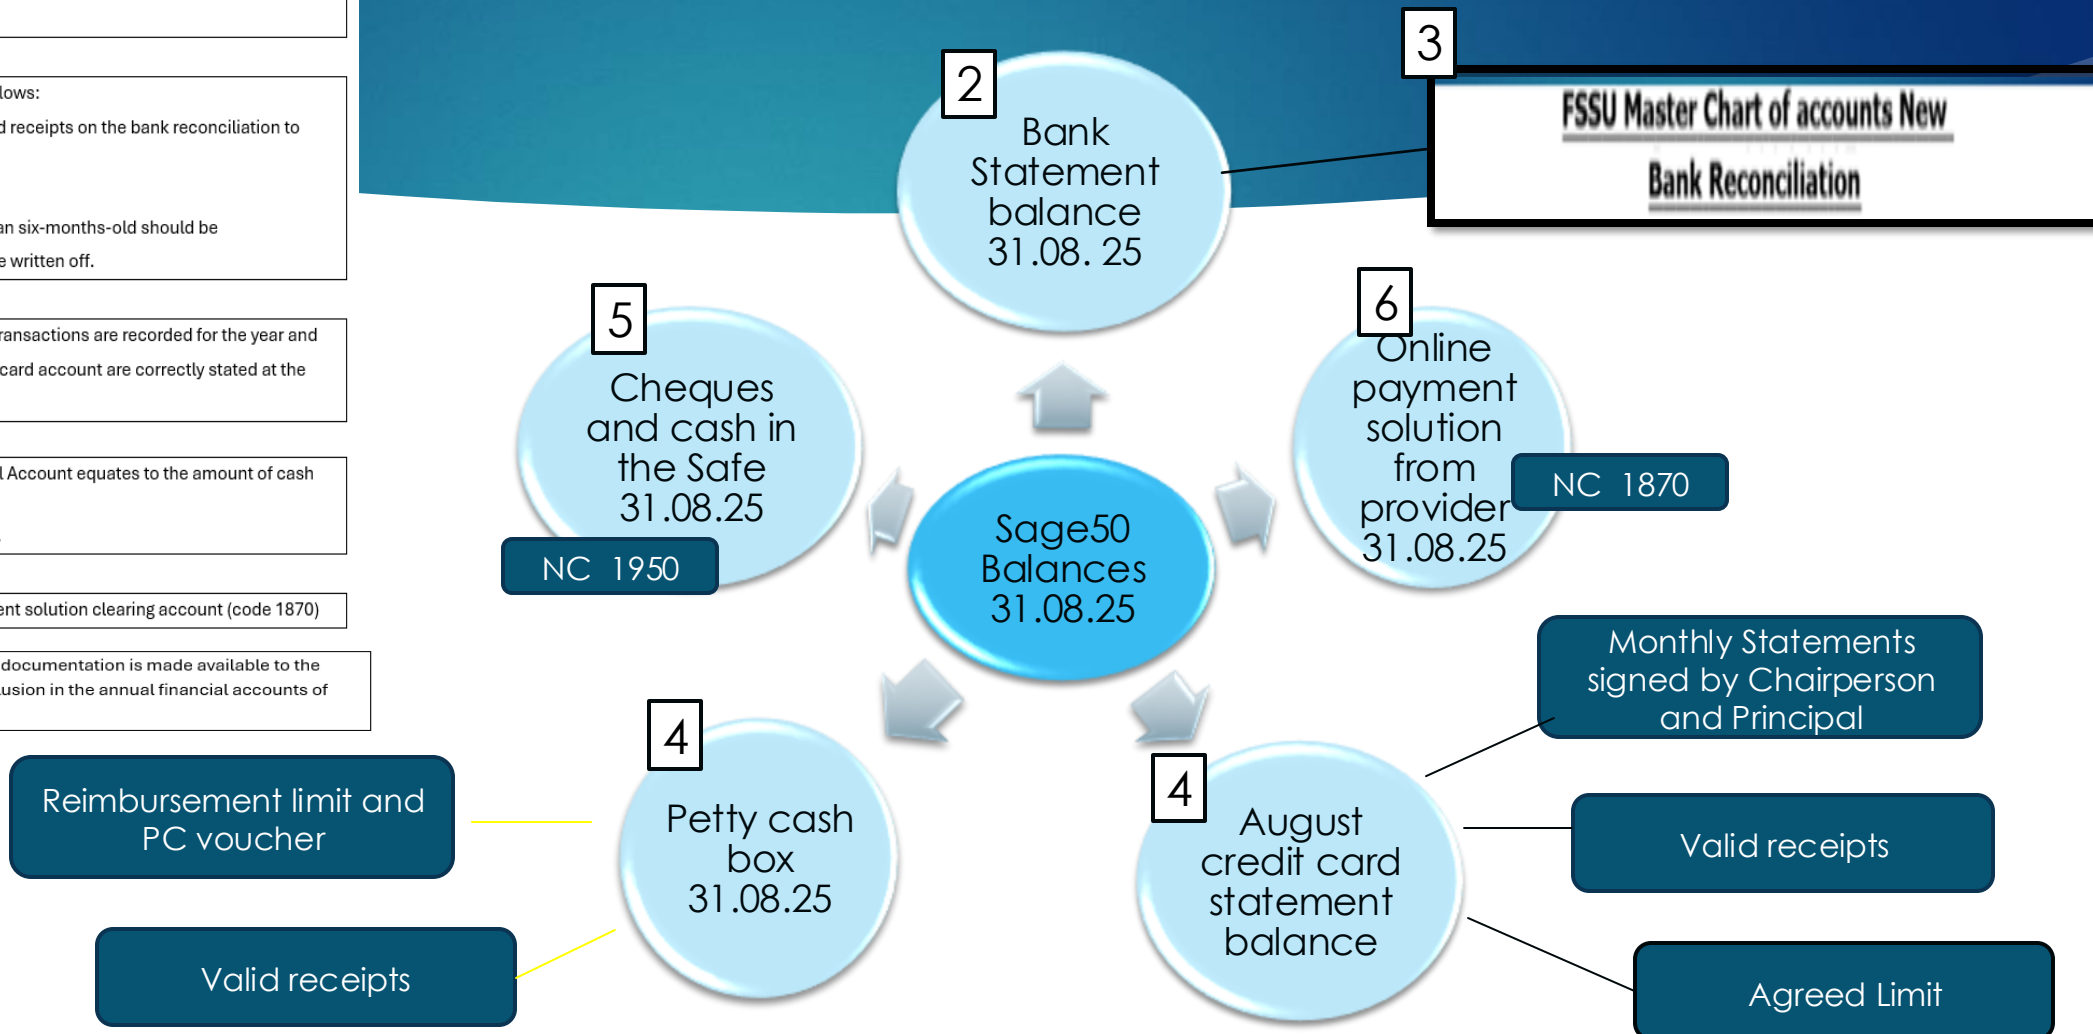 lows:
d receipts on the bank reconciliation to
an six-months-old should be
e written off.
ransactions are recorded for the year and
card account are correctly stated at the
l Account equates to the amount of cash
ent solution clearing account (code 1870)
documentation is made available to the
lusion in the annual financial accounts of
3
FSSU Master Chart of accounts New
Bank Reconciliation
2
Bank
Statement
balance
31.08. 25
5
Cheques
and cash in
the Safe
31.08.25
NC 1950
6
Online
payment
solution
from
provider
31.08.25
NC 1870
Sage50
Balances
31.08.25
4
Petty cash
box
31.08.25
Reimbursement limit and
PC voucher
Valid receipts
4
August
credit card
statement
balance
Monthly Statements
signed by Chairperson
and Principal
Valid receipts
Agreed Limit